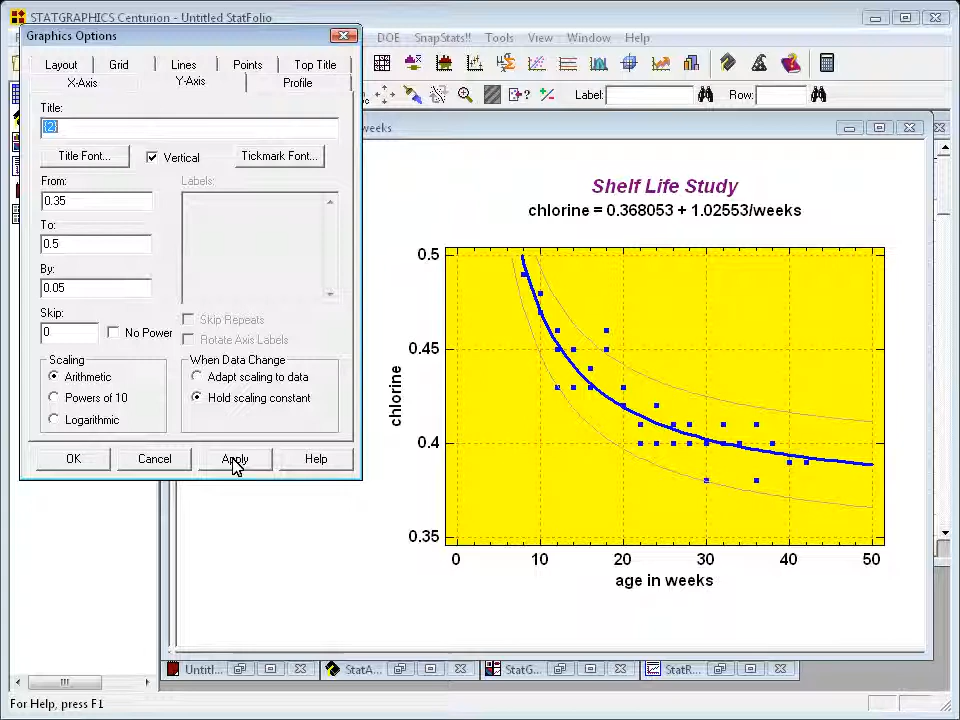 STATGRAPHICS Centurion - Untitled StatFolio
Graphics Options
DOE SnapStats!! Tools View Window Help
Layout Grid Lines Points Top Title
X-Axis Y-Axis Profile
Label: Row:
Title:
{2}
weeks
Title Font... Vertical Tickmark Font...
From: Labels:
0.35
To:
0.5
By:
0.05
Skip:
0 No Power
Skip Repeats
Rotate Axis Labels
Scaling
Arithmetic
Powers of 10
Logarithmic
When Data Change
Adapt scaling to data
Hold scaling constant
OK Cancel Apply Help
Shelf Life Study
chlorine = 0.368053 + 1.02553/weeks
0.5
0.45
0.4
0.35
chlorine
0 10 20 30 40 50
age in weeks
Untitl... StatA... StatG... StatR...
For Help, press F1